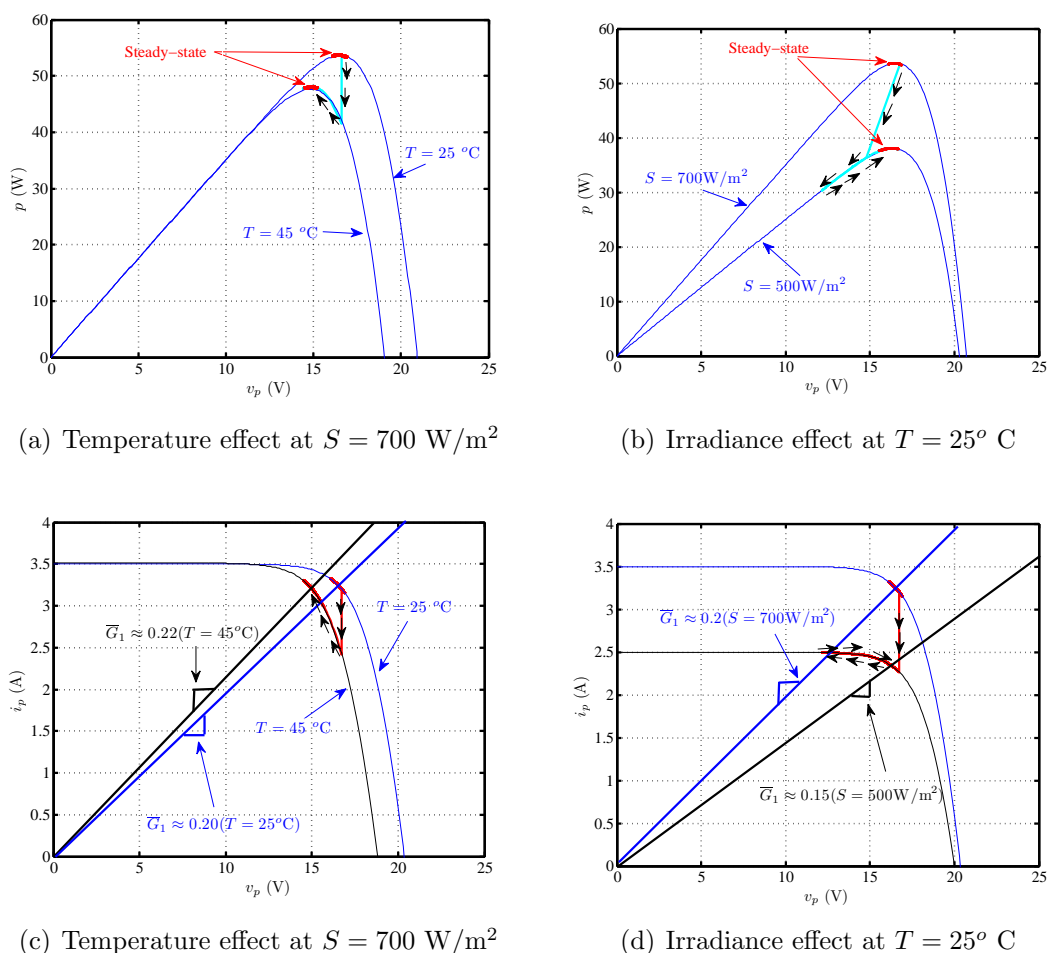 60
50
40
30
20
10
0
p (W)
Steady−state
T = 25 °C
T = 45 °C
0 5 10 15 20 25
v_p (V)
(a) Temperature effect at S = 700 W/m²
60
50
40
30
20
10
0
p (W)
Steady−state
S = 700W/m²
S = 500W/m²
0 5 10 15 20 25
v_p (V)
(b) Irradiance effect at T = 25° C
4
3.5
3
2.5
2
1.5
1
0.5
0
i_p (A)
T = 25 °C
G̅₁ ≈ 0.22(T = 45°C)
T = 45 °C
G̅₁ ≈ 0.20(T = 25°C)
0 5 10 15 20 25
v_p (V)
(c) Temperature effect at S = 700 W/m²
4
3.5
3
2.5
2
1.5
1
0.5
0
i_p (A)
G̅₁ ≈ 0.2(S = 700W/m²)
G̅₁ ≈ 0.15(S = 500W/m²)
0 5 10 15 20 25
v_p (V)
(d) Irradiance effect at T = 25° C